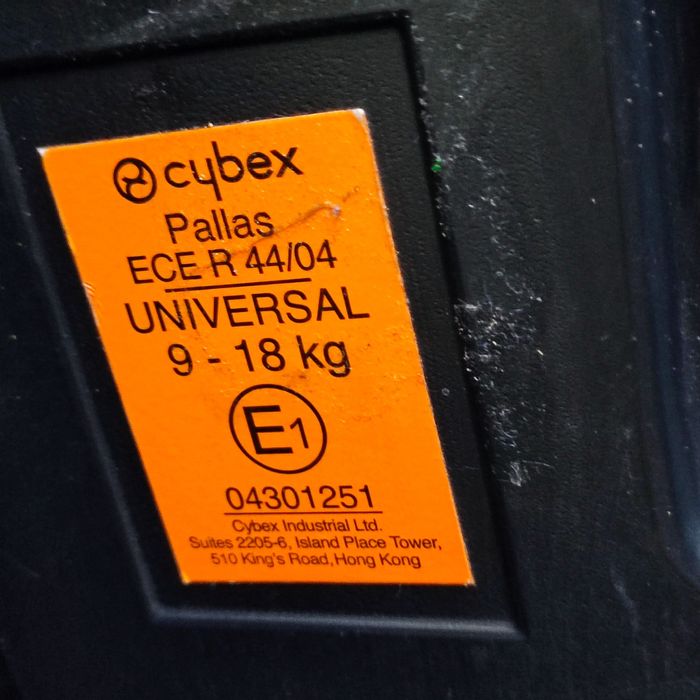 cybex
Pallas
ECE R 44/04
UNIVERSAL
9 - 18 kg
E1
04301251
Cybex Industrial Ltd.
Suites 2205-6, Island Place Tower,
510 King's Road, Hong Kong